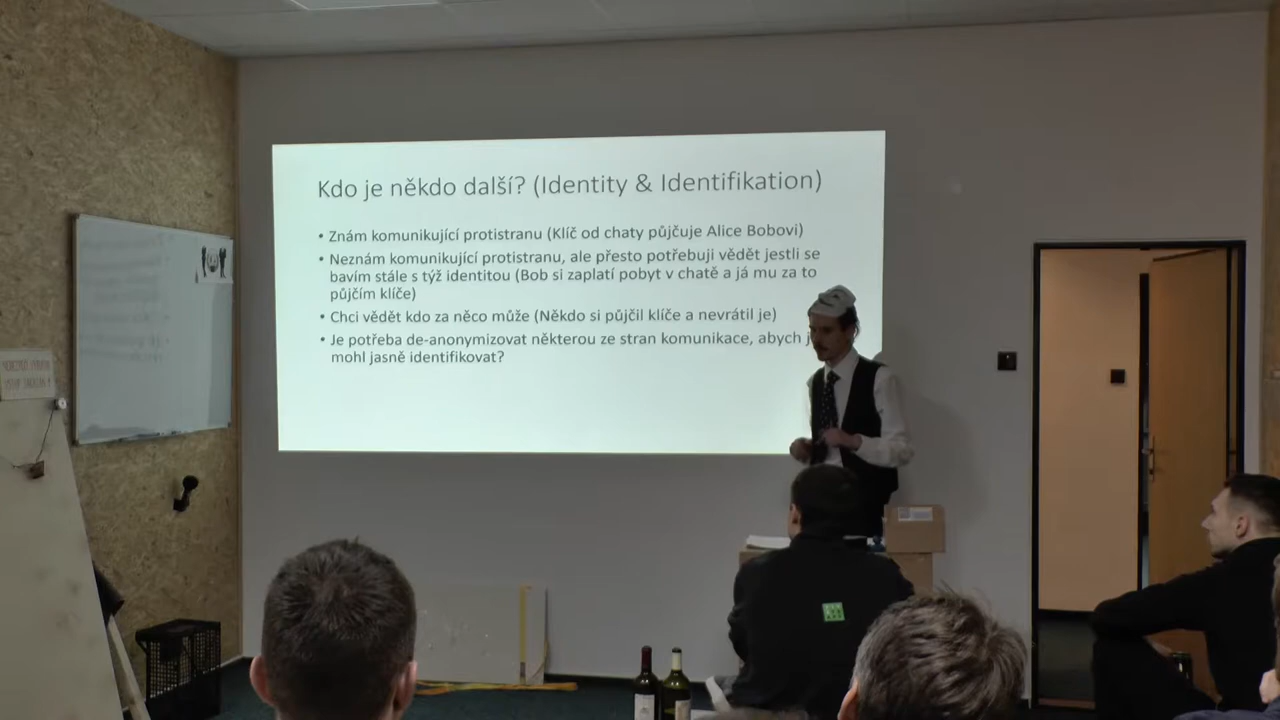 Kdo je někdo další? (Identity & Identifikation)
• Znám komunikující protistranu (Klíč od chaty půjčuje Alice Bobovi)
• Neznám komunikující protistranu, ale přesto potřebuji vědět jestli se
bavím stále s týž identitou (Bob si zaplatí pobyt v chatě a já mu za to
půjčím klíče)
• Chci vědět kdo za něco může (Někdo si půjčil klíče a nevrátil je)
• Je potřeba de-anonymizovat některou ze stran komunikace, abych j
mohl jasně identifikovat?